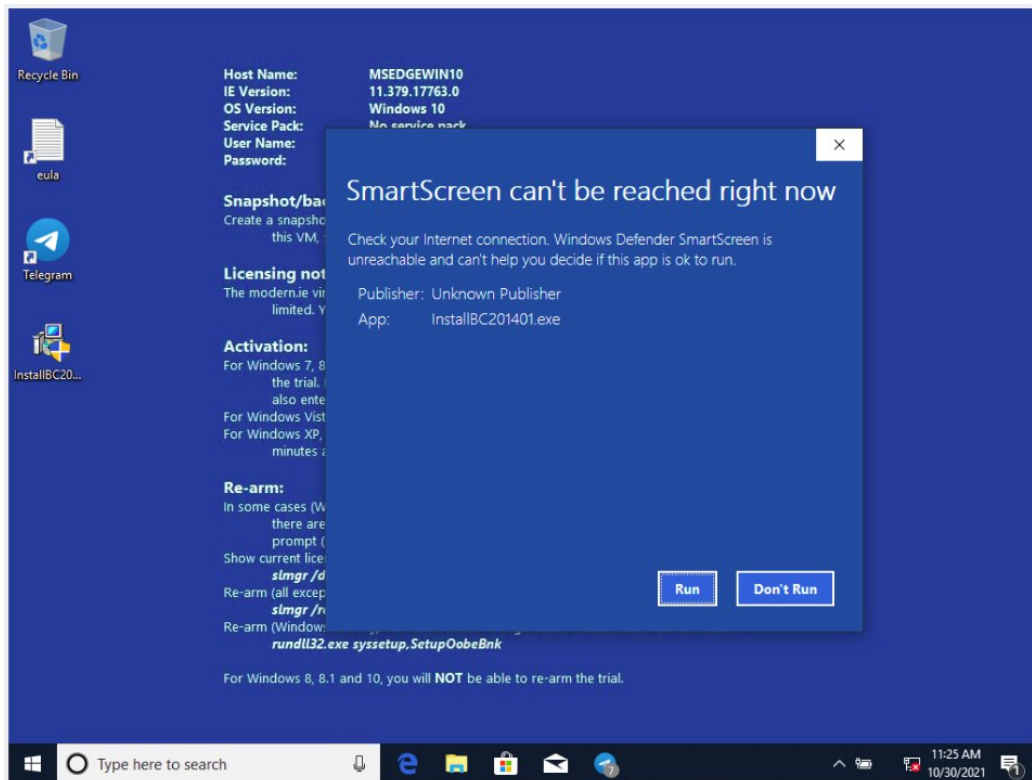 Recycle Bin
eula
Telegram
InstallBC20...
Host Name: MSEDGEWIN10
IE Version: 11.379.17763.0
OS Version: Windows 10
Service Pack: No service pack
User Name:
Password:
Snapshot/ba
Create a snapsho
this VM,
Licensing not
The modern.ie vi
limited. Y
Activation:
For Windows 7, 8
the trial.
also ente
For Windows Vist
For Windows XP,
minutes a
Re-arm:
In some cases (W
there are
prompt (
Show current lice
slmgr /d
Re-arm (all excep
slmgr /r
Re-arm (Window
rundll32.exe syssetup,SetupOobeBnk
For Windows 8, 8.1 and 10, you will NOT be able to re-arm the trial.
SmartScreen can't be reached right now
Check your Internet connection. Windows Defender SmartScreen is
unreachable and can't help you decide if this app is ok to run.
Publisher: Unknown Publisher
App: InstallBC201401.exe
Run
Don't Run
Type here to search
7
11:25 AM
10/30/2021
1